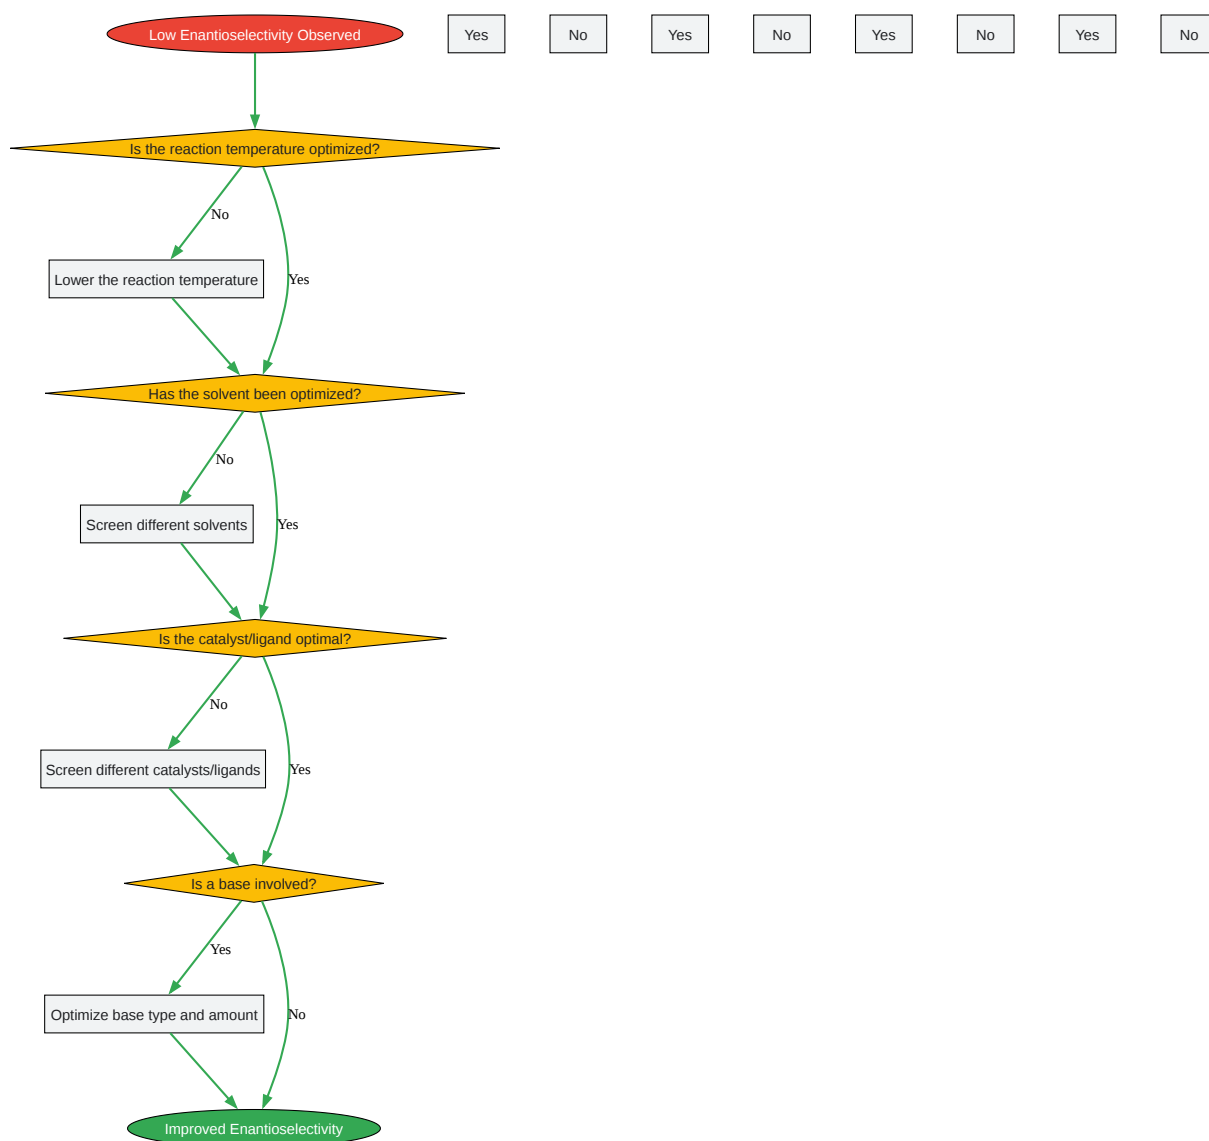 Low Enantioselectivity Observed
Yes
No
Yes
No
Yes
No
Yes
No
Is the reaction temperature optimized?
No
Lower the reaction temperature
Yes
Has the solvent been optimized?
No
Screen different solvents
Yes
Is the catalyst/ligand optimal?
No
Screen different catalysts/ligands
Yes
Is a base involved?
Yes
Optimize base type and amount
No
Improved Enantioselectivity